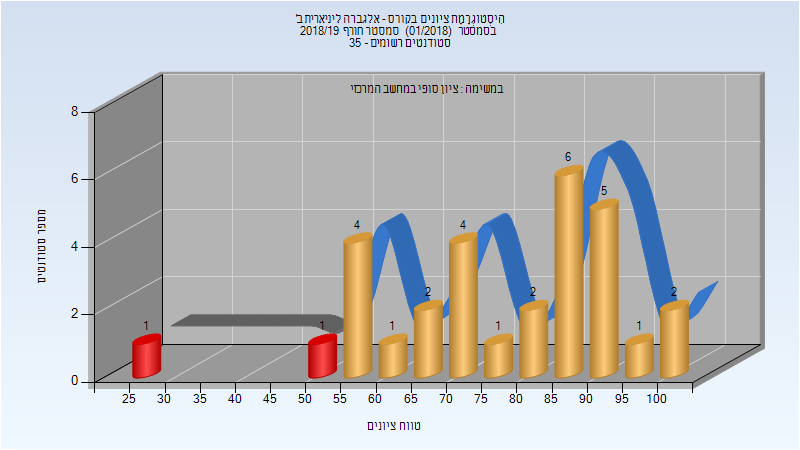 היסטוגרמת ציונים בקורס - אלגברה ליניארית ב'
בסמסטר (01/2018) סמסטר חורף 2018/19
סטודנטים רשומים - 35
במשימה : ציון סופי במחשב המרכזי
מספר סטודנטים
8
6
4
2
0
1
1
4
1
2
4
1
2
6
5
1
2
25 30 35 40 45 50 55 60 65 70 75 80 85 90 95 100
טווח ציונים